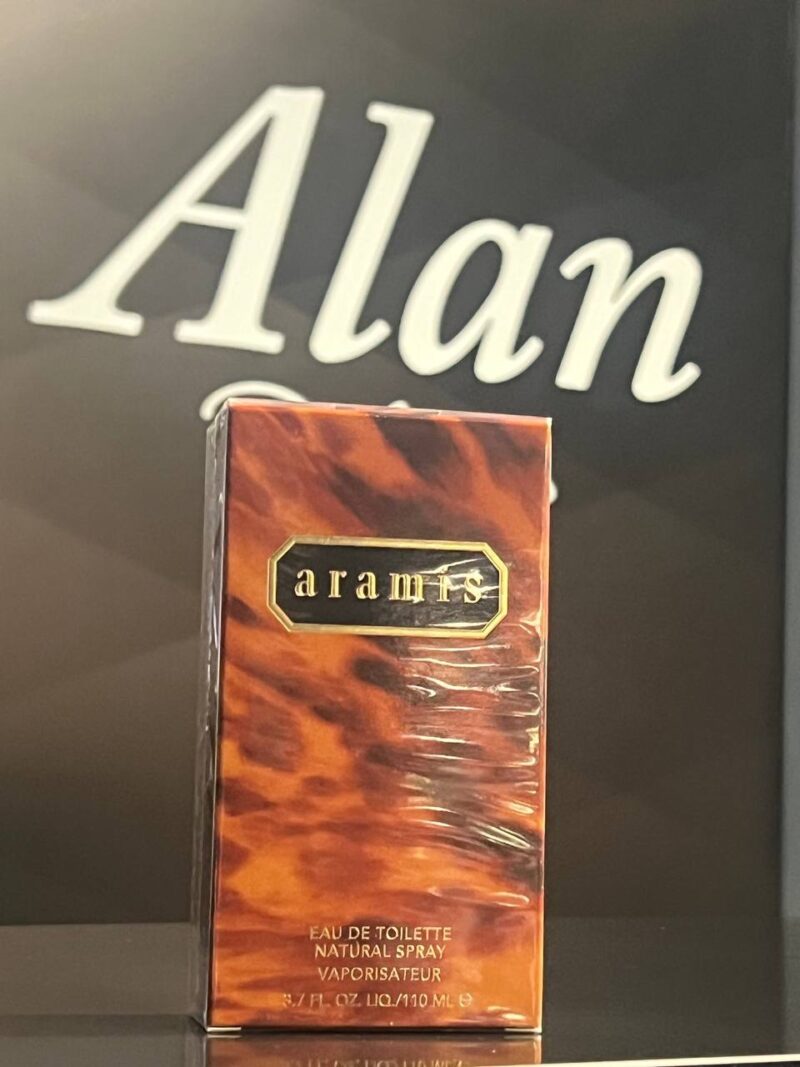 Alan
aramis
EAU DE TOILETTE
NATURAL SPRAY
VAPORISATEUR
3.7 FL. OZ. LIQ./110 ML ℮